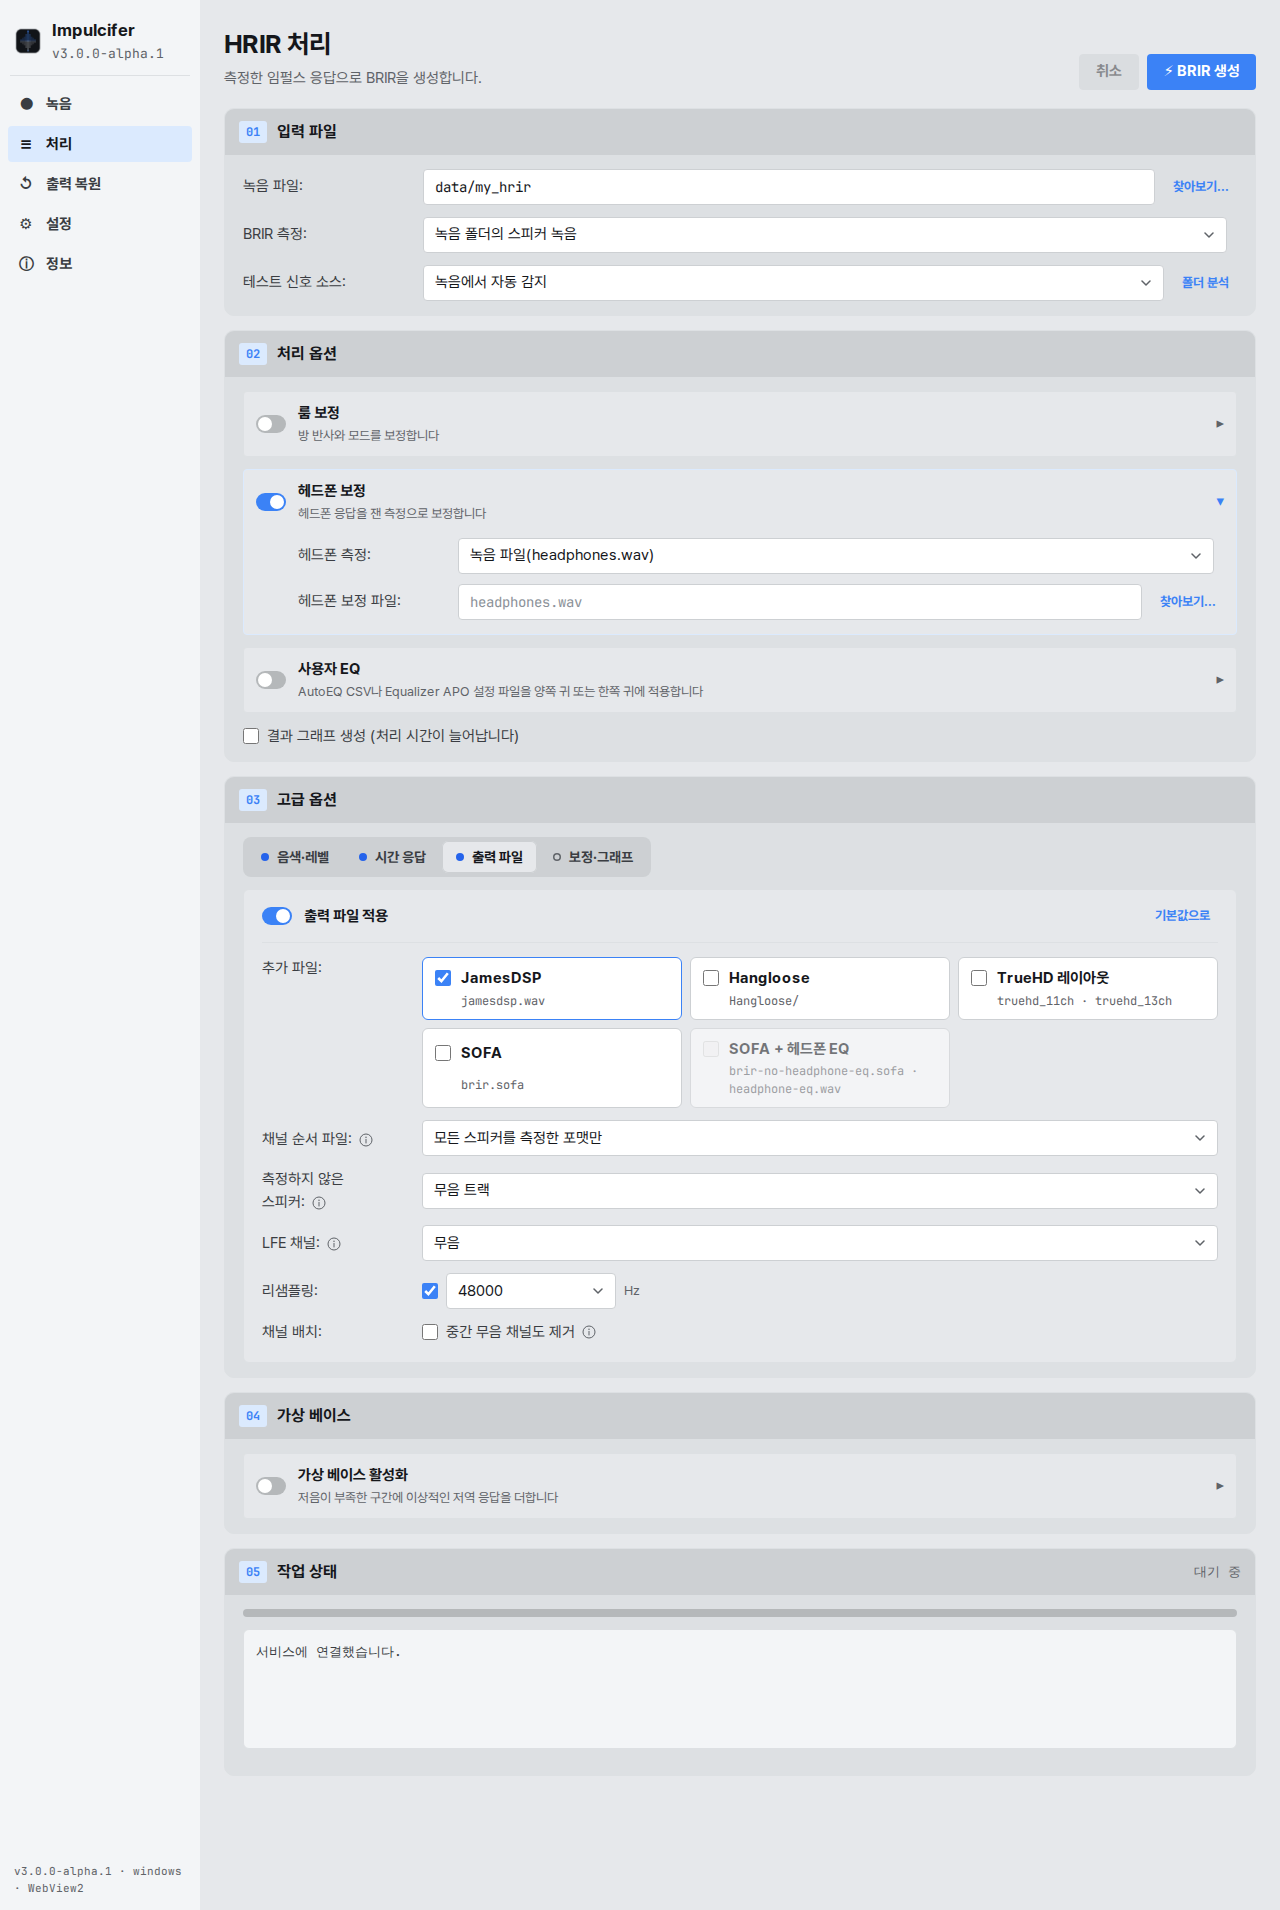 Impulcifer
v3.0.0-alpha.1
녹음
처리
출력 복원
설정
정보
v3.0.0-alpha.1 · windows
· WebView2
HRIR 처리
측정한 임펄스 응답으로 BRIR을 생성합니다.
취소
⚡ BRIR 생성
01 입력 파일
녹음 파일: data/my_hrir 찾아보기...
BRIR 측정: 녹음 폴더의 스피커 녹음
테스트 신호 소스: 녹음에서 자동 감지 폴더 분석
02 처리 옵션
룸 보정
방 반사와 모드를 보정합니다
헤드폰 보정
헤드폰 응답을 잰 측정으로 보정합니다
헤드폰 측정: 녹음 파일(headphones.wav)
헤드폰 보정 파일: headphones.wav 찾아보기...
사용자 EQ
AutoEQ CSV나 Equalizer APO 설정 파일을 양쪽 귀 또는 한쪽 귀에 적용합니다
결과 그래프 생성 (처리 시간이 늘어납니다)
03 고급 옵션
음색·레벨 시간 응답 출력 파일 보정·그래프
출력 파일 적용 기본값으로
추가 파일:
JamesDSP
jamesdsp.wav
Hangloose
Hangloose/
TrueHD 레이아웃
truehd_11ch · truehd_13ch
SOFA
brir.sofa
SOFA + 헤드폰 EQ
brir-no-headphone-eq.sofa ·
headphone-eq.wav
채널 순서 파일: ⓘ 모든 스피커를 측정한 포맷만
측정하지 않은
스피커: ⓘ 무음 트랙
LFE 채널: ⓘ 무음
리샘플링: 48000 Hz
채널 배치: 중간 무음 채널도 제거 ⓘ
04 가상 베이스
가상 베이스 활성화
저음이 부족한 구간에 이상적인 저역 응답을 더합니다
05 작업 상태 대기 중
서비스에 연결했습니다.